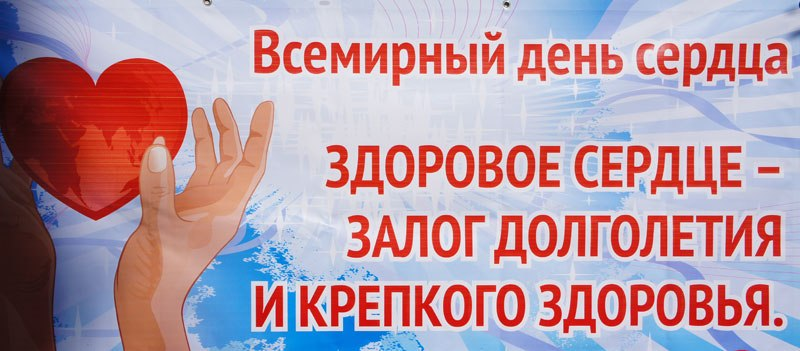 Всемирный день сердца
ЗДОРОВОЕ СЕРДЦЕ –
ЗАЛОГ ДОЛГОЛЕТИЯ
И КРЕПКОГО ЗДОРОВЬЯ.